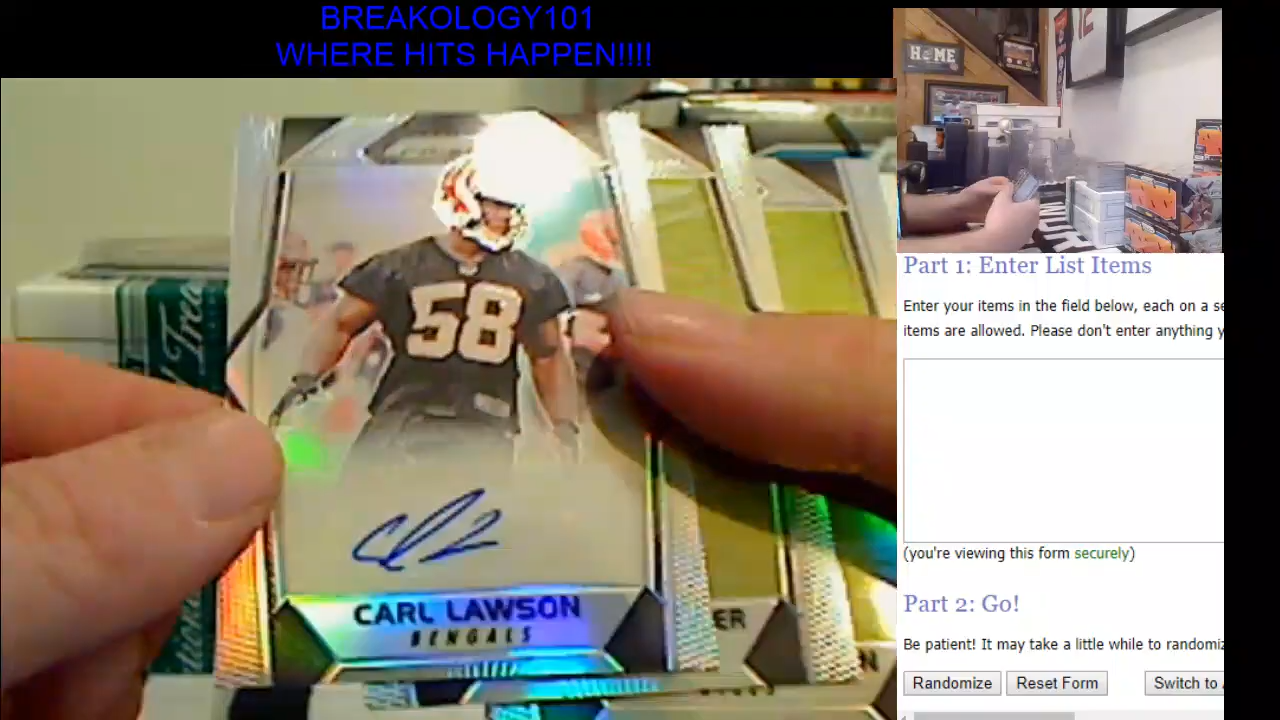 BREAKOLOGY101
WHERE HITS HAPPEN!!!!
HOME
58
CARL LAWSON
BENGALS
ER
N
Part 1: Enter List Items
Enter your items in the field below, each on a se
items are allowed. Please don't enter anything y
(you're viewing this form securely)
Part 2: Go!
Be patient! It may take a little while to randomiz
Randomize
Reset Form
Switch to